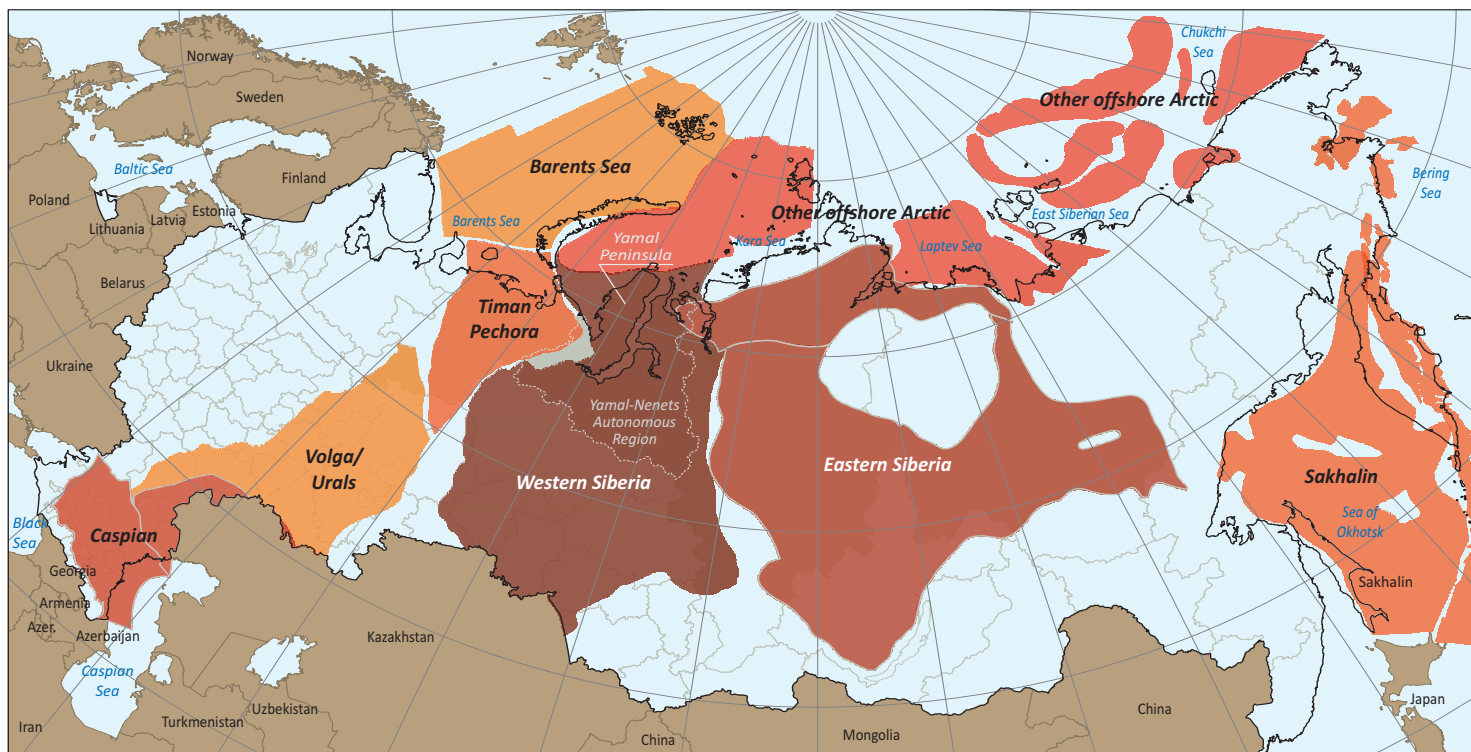 Chukchi
Sea
Norway
Sweden
Other offshore Arctic
Barents Sea
Baltic Sea
Finland
Bering
Sea
Poland
Estonia
Latvia
Lithuania
Barents Sea
Other offshore Arctic
East Siberian Sea
Kara Sea
Laptev Sea
Yamal
Peninsula
Belarus
Timan
Pechora
Ukraine
Yamal-Nenets
Autonomous
Region
Volga/
Urals
Western Siberia
Eastern Siberia
Sakhalin
Sea of
Okhotsk
Black
Sea
Caspian
Georgia
Sakhalin
Armenia
Azer.
Azerbaijan
Kazakhstan
Caspian
Sea
Iran
Turkmenistan
Uzbekistan
China
Mongolia
China
Japan